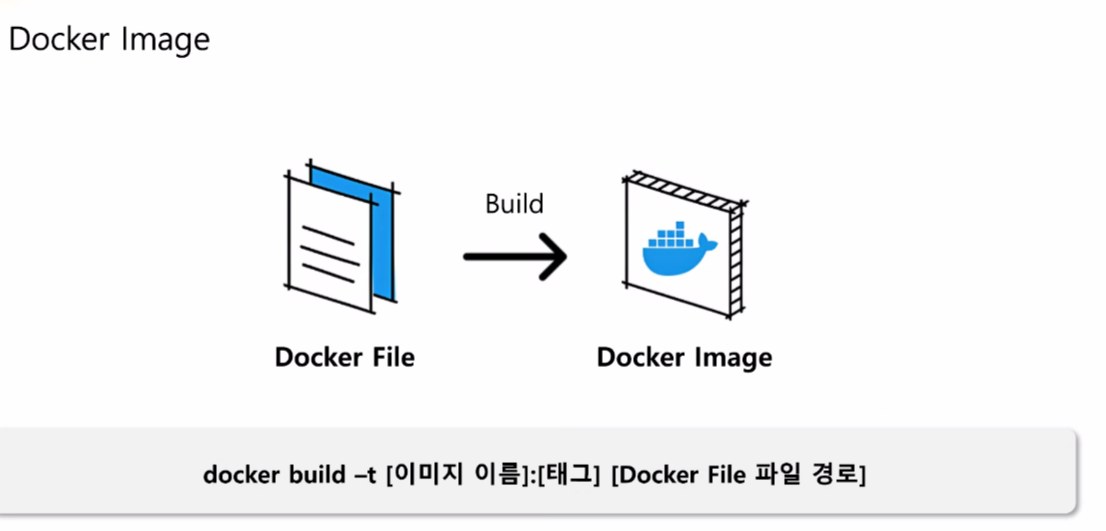 Docker Image
Build
Docker File
Docker Image
docker build –t [이미지 이름]:[태그] [Docker File 파일 경로]